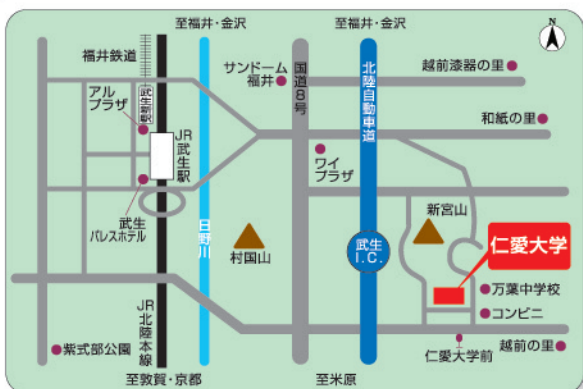 至福井・金沢
至福井・金沢
N
福井鉄道
武生新駅
アル
プラザ
JR
武生駅
武生
パレスホテル
サンドーム
福井
国道8号
北陸自動車道
越前漆器の里
和紙の里
ワイ
プラザ
新宮山
仁愛大学
日野川
村国山
武生
I.C.
万葉中学校
コンビニ
JR北陸本線
紫式部公園
仁愛大学前
越前の里
至敦賀・京都
至米原